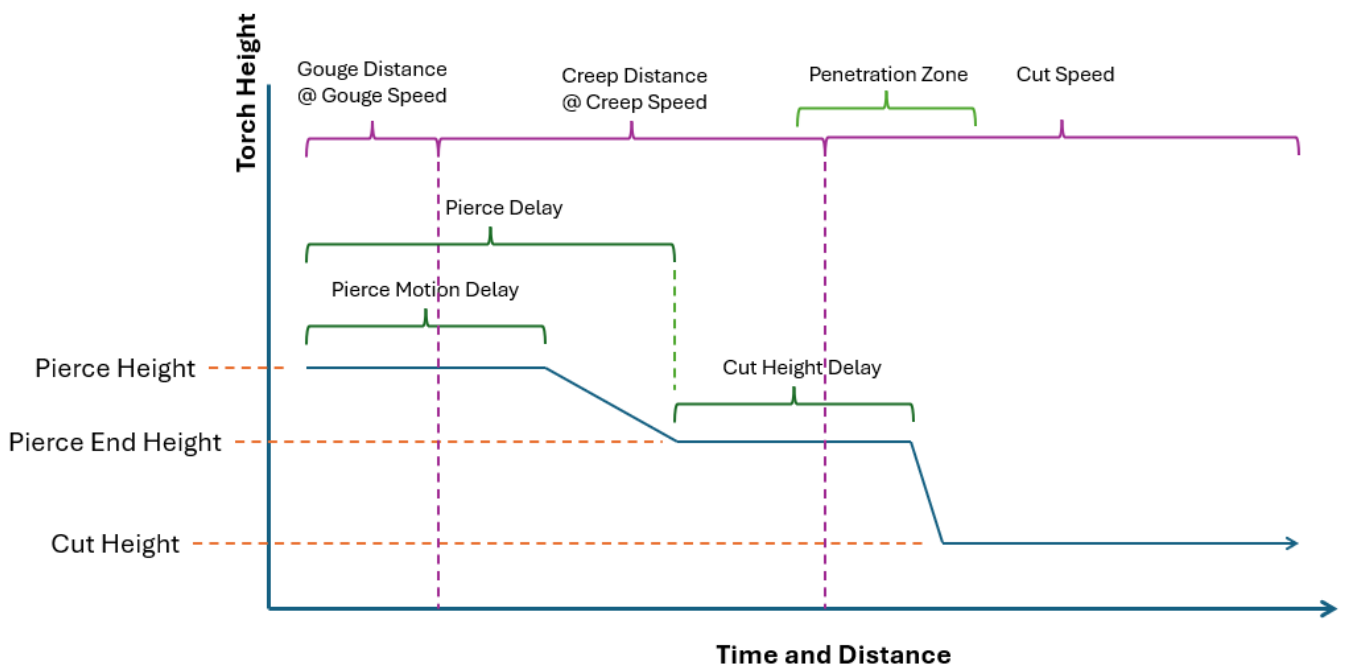 Torch Height
Gouge Distance
@ Gouge Speed
Creep Distance
@ Creep Speed
Penetration Zone
Cut Speed
Pierce Delay
Pierce Motion Delay
Pierce Height
Cut Height Delay
Pierce End Height
Cut Height
Time and Distance